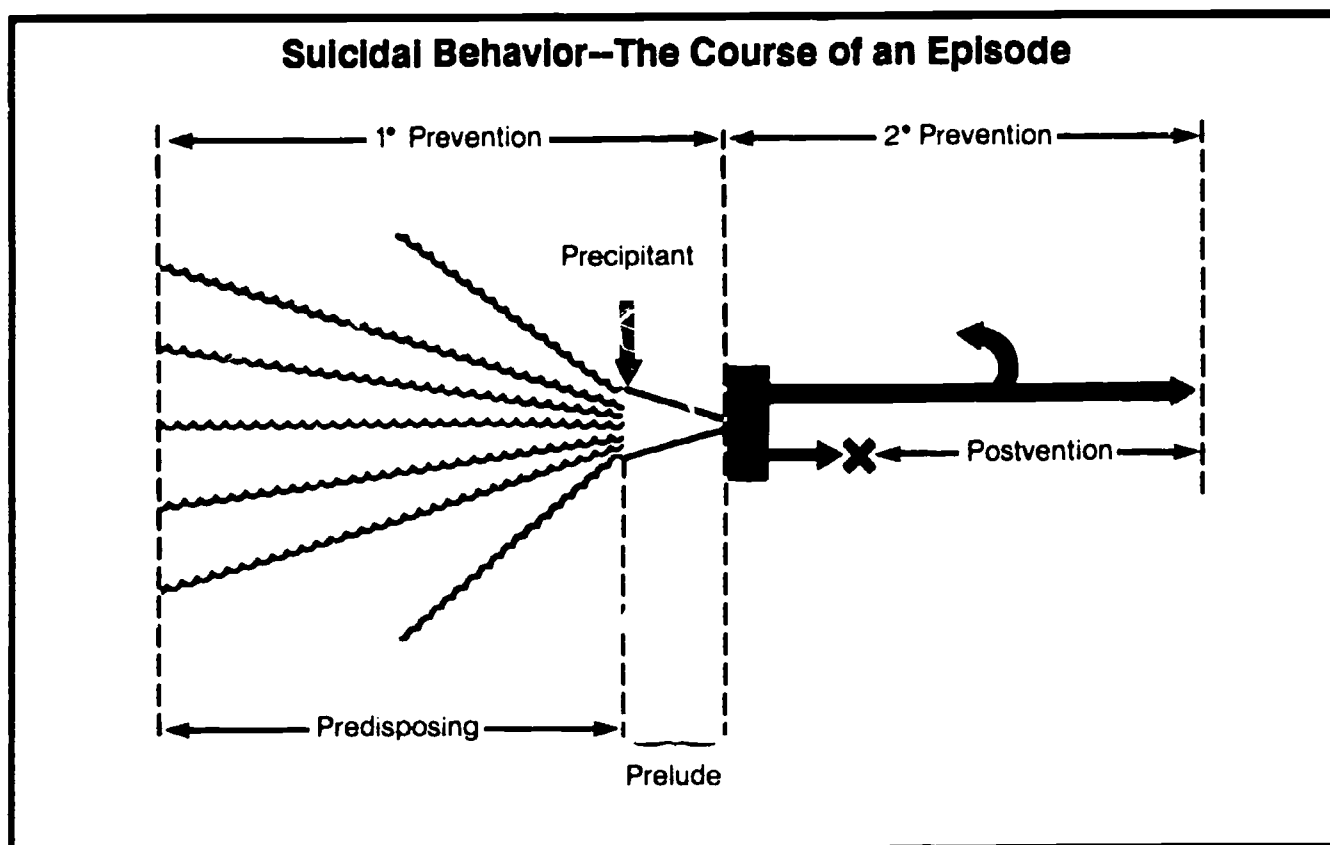 Suicidal Behavior--The Course of an Episode
1° Prevention
2° Prevention
Precipitant
Postvention
Predisposing
Prelude